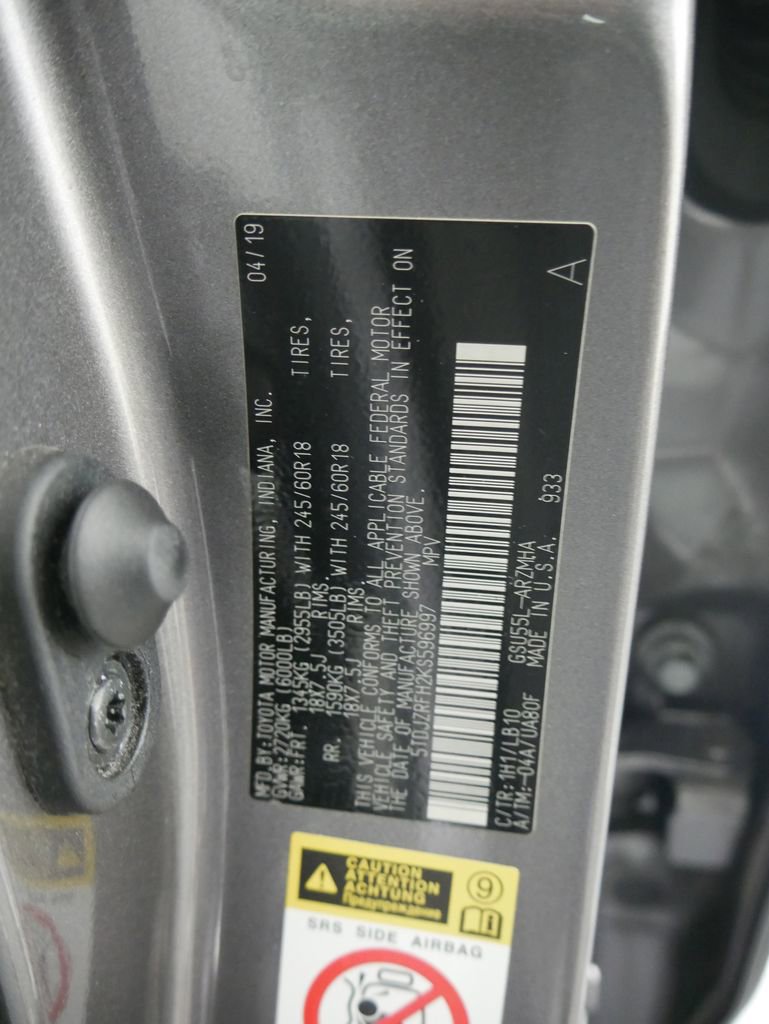 MFD.BY:TOYOTA MOTOR MANUFACTURING, INDIANA, INC. 04/19
GVWR:2720KG (6000LB)
GAWR:FRT. 1345KG (2955LB) WITH 245/60R18 TIRES,
18X7.5J RIMS.
RR. 1590KG (3505LB) WITH 245/60R18 TIRES,
18X7.5J RIMS.
THIS VEHICLE CONFORMS TO ALL APPLICABLE FEDERAL MOTOR
VEHICLE SAFETY AND THEFT PREVENTION STANDARDS IN EFFECT ON
THE DATE OF MANUFACTURE SHOWN ABOVE.
5TDJZRFH2KS596997 MPV
C/TR:1H1/LB10 GSU55L-ARZMHA A
A/TM:-04A/UA80F MADE IN U.S.A. 933
CAUTION
ATTENTION
ACHTUNG
Предупреждение
9
SRS SIDE AIRBAG